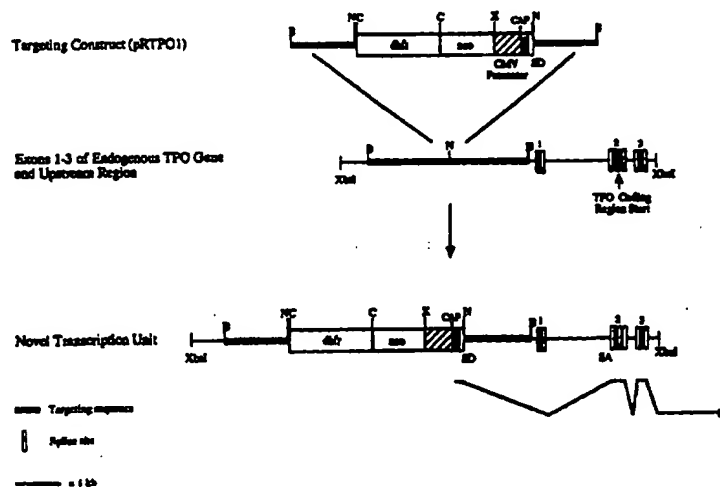 Targeting Construct (pRTPO1)
B NC C X CAP N B
dhfr neo
CMV Promoter
SD
Exons 1-3 of Endogenous TPO Gene
and Upstream Region
B N B 1 2 3
XbaI XbaI
TPO Coding
Region Start
Novel Transcription Unit
B NC C X CAP N B 1 2 3
XbaI dhfr neo XbaI
SD SA
Targeting sequence
Splice site
= 1 kb